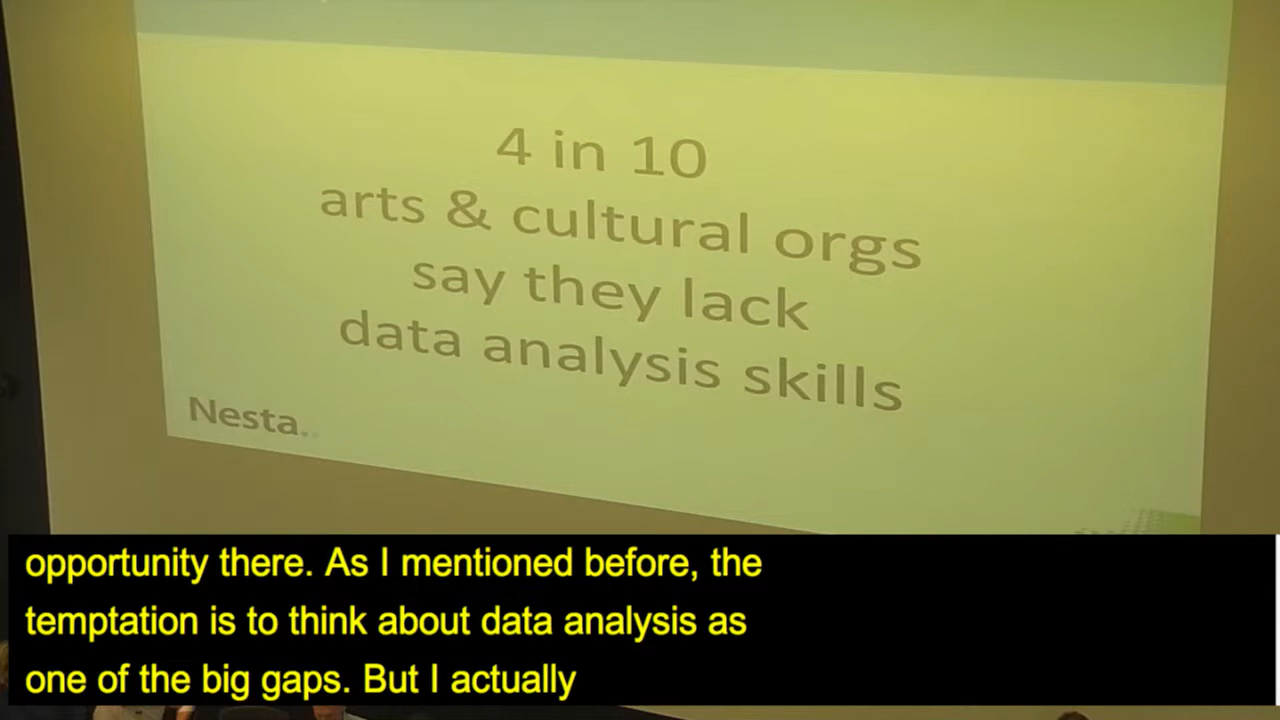 4 in 10
arts & cultural orgs
say they lack
data analysis skills
Nesta..
opportunity there. As I mentioned before, the
temptation is to think about data analysis as
one of the big gaps. But I actually